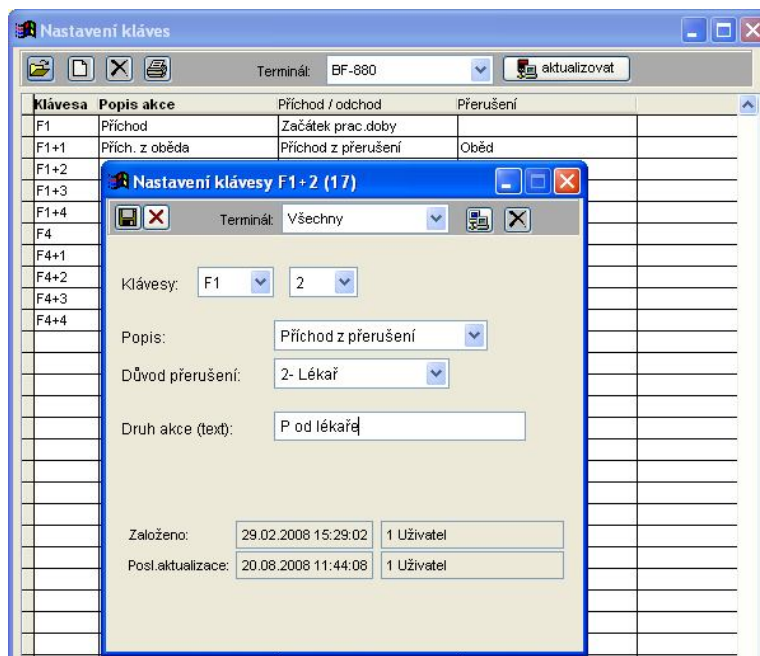 Nastavení kláves
Terminál: BF-880 aktualizovat
Klávesa Popis akce Příchod / odchod Přerušení
F1 Příchod Začátek prac.doby
F1+1 Přích. z oběda Příchod z přerušení Oběd
F1+2
F1+3
F1+4
F4
F4+1
F4+2
F4+3
F4+4
Nastavení klávesy F1+2 (17)
Terminál: Všechny
Klávesy: F1 2
Popis: Příchod z přerušení
Důvod přerušení: 2- Lékař
Druh akce (text): P od lékaře
Založeno: 29.02.2008 15:29:02 1 Uživatel
Posl.aktualizace: 20.08.2008 11:44:08 1 Uživatel